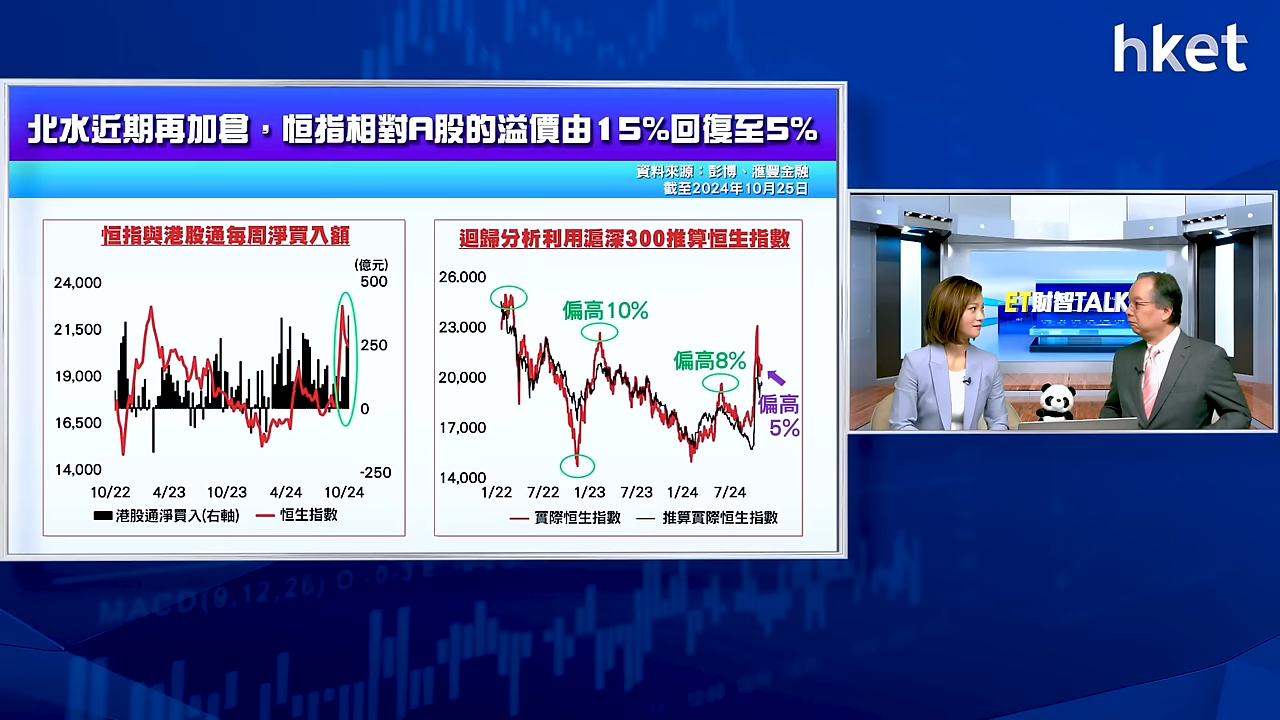 hket
北水近期再加倉，恒指相對A股的溢價由15%回復至5%
資料來源：彭博、滙豐金融
截至2024年10月25日
恒指與港股通每周淨買入額
(億元)
24,000
21,500
19,000
16,500
14,000
500
250
0
-250
10/22 4/23 10/23 4/24 10/24
港股通淨買入(右軸) 恒生指數
迴歸分析利用滬深300推算恒生指數
26.000
23,000
20,000
17,000
14,000
偏高10%
偏高8%
偏高
5%
1/22 7/22 1/23 7/23 1/24 7/24
實際恒生指數 推算實際恒生指數
ET財智TALK
MACD(9,12,26)